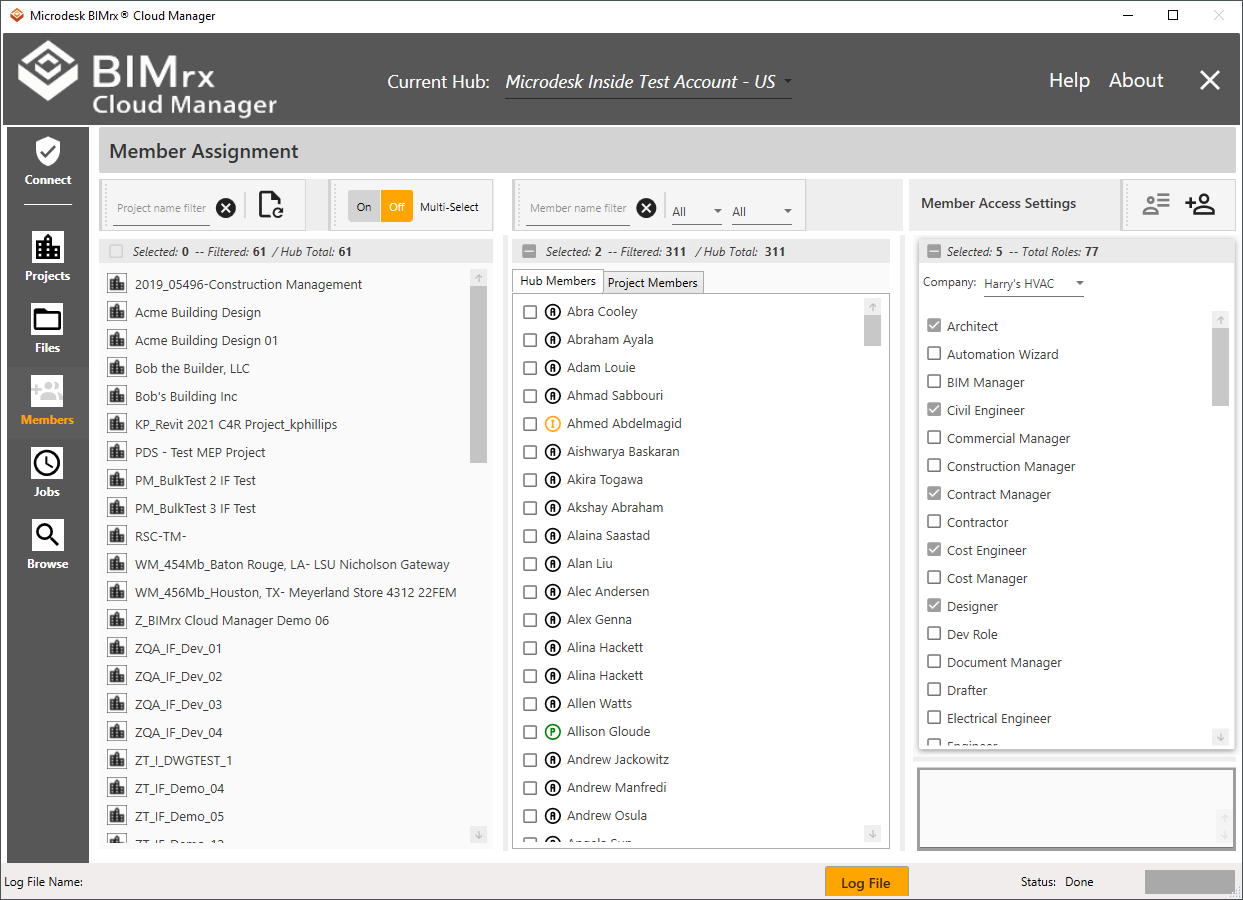 Microdesk BIMrx® Cloud Manager
BIMrx
Cloud Manager
Current Hub: Microdesk Inside Test Account - US
Help About
Connect
Projects
Files
Members
Jobs
Browse
Member Assignment
Project name filter
On Off Multi-Select
Member name filter
All All
Member Access Settings
Selected: 0 -- Filtered: 61 / Hub Total: 61
2019_05496-Construction Management
Acme Building Design
Acme Building Design 01
Bob the Builder, LLC
Bob's Building Inc
KP_Revit 2021 C4R Project_kphillips
PDS - Test MEP Project
PM_BulkTest 2 IF Test
PM_BulkTest 3 IF Test
RSC-TM-
WM_454Mb_Baton Rouge, LA- LSU Nicholson Gateway
WM_456Mb_Houston, TX- Meyerland Store 4312 22FEM
Z_BIMrx Cloud Manager Demo 06
ZQA_IF_Dev_01
ZQA_IF_Dev_02
ZQA_IF_Dev_03
ZQA_IF_Dev_04
ZT_I_DWGTEST_1
ZT_IF_Demo_04
ZT_IF_Demo_05
Selected: 2 -- Filtered: 311 / Hub Total: 311
Hub Members Project Members
A Abra Cooley
A Abraham Ayala
A Adam Louie
A Ahmad Sabbouri
I Ahmed Abdelmagid
A Aishwarya Baskaran
A Akira Togawa
A Akshay Abraham
A Alaina Saastad
A Alan Liu
A Alec Andersen
A Alex Genna
A Alina Hackett
A Alina Hackett
A Allen Watts
P Allison Gloude
A Andrew Jackowitz
A Andrew Manfredi
A Andrew Osula
Selected: 5 -- Total Roles: 77
Company: Harry's HVAC
Architect
Automation Wizard
BIM Manager
Civil Engineer
Commercial Manager
Construction Manager
Contract Manager
Contractor
Cost Engineer
Cost Manager
Designer
Dev Role
Document Manager
Drafter
Electrical Engineer
Engineer
Log File Name:
Log File
Status: Done